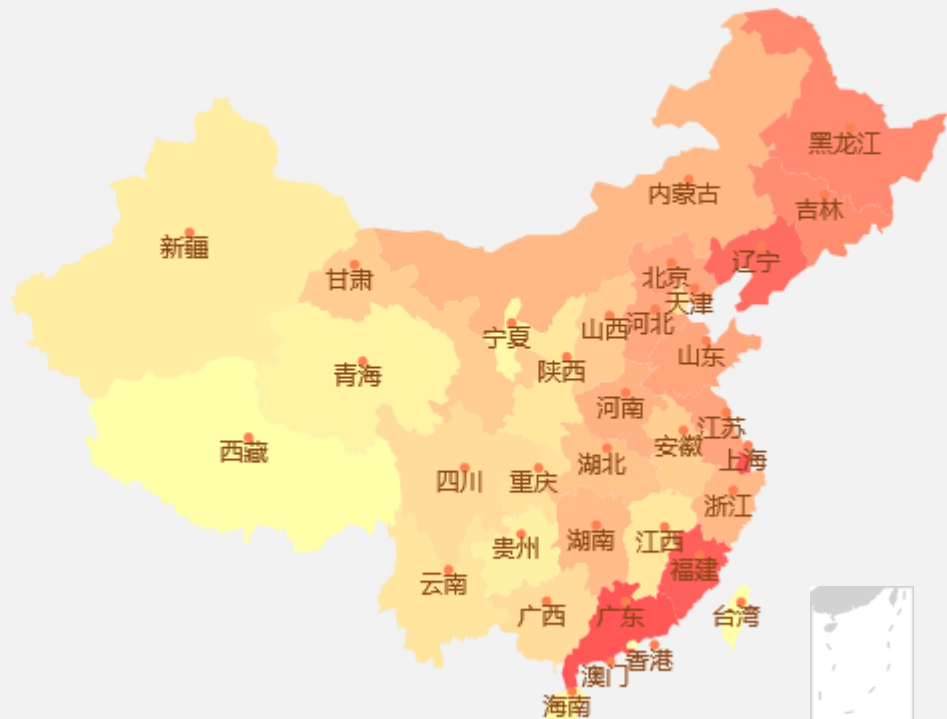 黑龙江
内蒙古
吉林
新疆
辽宁
甘肃
北京
天津
宁夏
山西
河北
陕西
山东
青海
河南
江苏
西藏
安徽
上海
四川
重庆
湖北
浙江
贵州
湖南
江西
云南
福建
广西
广东
台湾
香港
澳门
海南